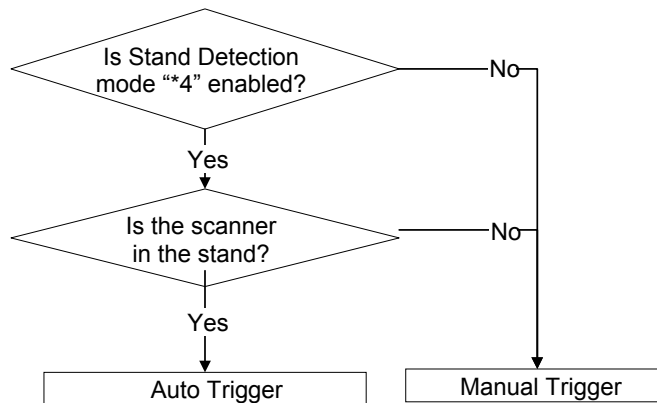 Is Stand Detection
mode “*4” enabled?
No
Yes
Is the scanner
in the stand?
No
Yes
Auto Trigger
Manual Trigger